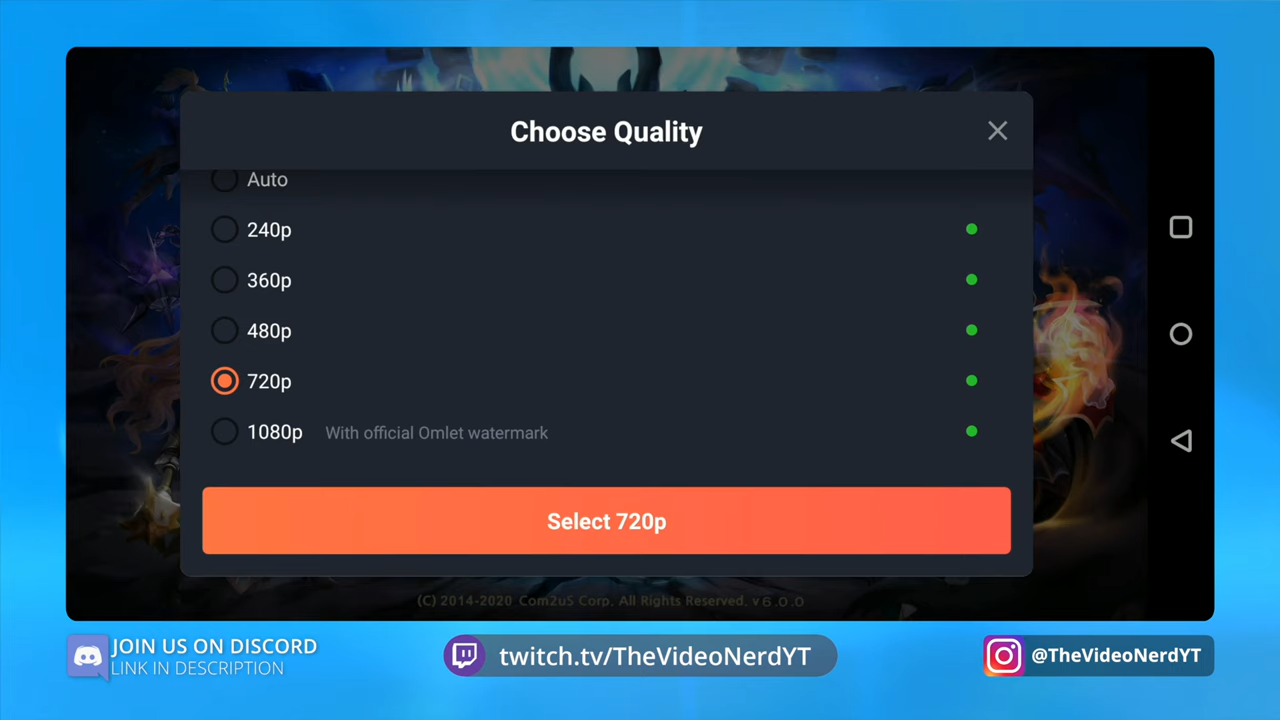 Choose Quality
Auto
240p
360p
480p
720p
1080p With official Omlet watermark
Select 720p
(C) 2014-2020 Com2uS Corp. All Rights Reserved. v6.0.0
JOIN US ON DISCORD
LINK IN DESCRIPTION
twitch.tv/TheVideoNerdYT
@TheVideoNerdYT